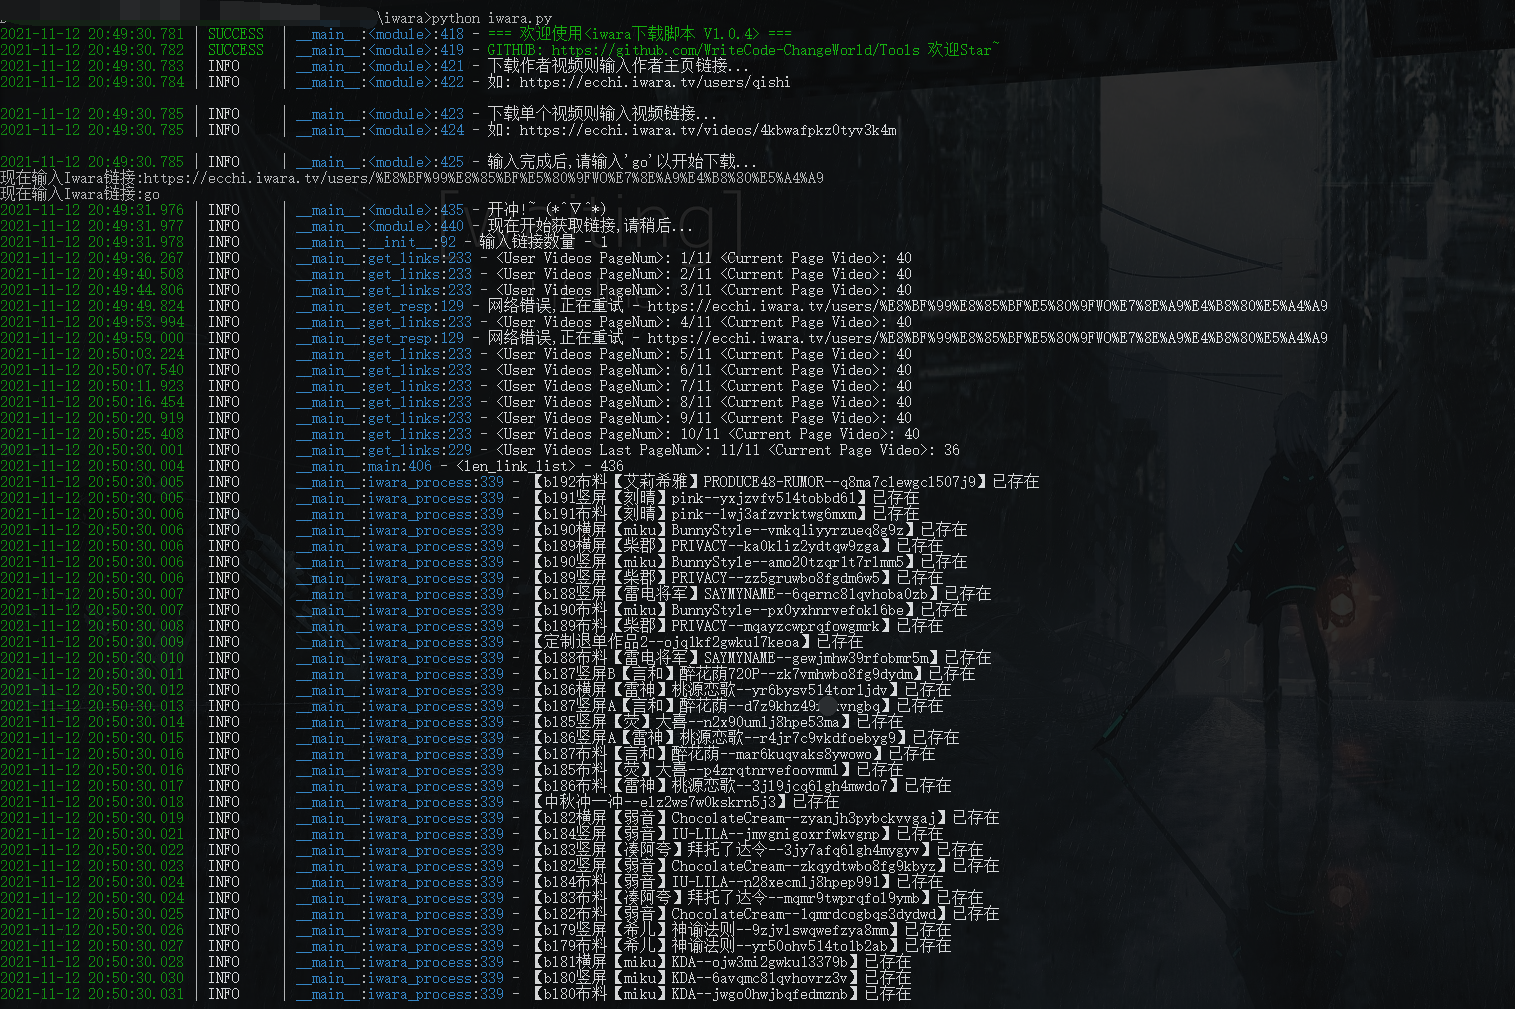 \iwara>python iwara.py
2021-11-12 20:49:30.781 | SUCCESS | __main__:<module>:418 - === 欢迎使用<iwara下载脚本 V1.0.4> ===
2021-11-12 20:49:30.782 | SUCCESS | __main__:<module>:419 - GITHUB: https://github.com/WriteCode-ChangeWorld/Tools 欢迎Star~
2021-11-12 20:49:30.783 | INFO | __main__:<module>:421 - 下载作者视频则输入作者主页链接...
2021-11-12 20:49:30.784 | INFO | __main__:<module>:422 - 如: https://ecchi.iwara.tv/users/qishi
2021-11-12 20:49:30.785 | INFO | __main__:<module>:423 - 下载单个视频则输入视频链接...
2021-11-12 20:49:30.785 | INFO | __main__:<module>:424 - 如: https://ecchi.iwara.tv/videos/4kbwafpkz0tyv3k4m
2021-11-12 20:49:30.785 | INFO | __main__:<module>:425 - 输入完成后,请输入'go'以开始下载...
现在输入Iwara链接:https://ecchi.iwara.tv/users/%E8%BF%99%E8%85%BF%E5%80%9FWO%E7%8E%A9%E4%B8%80%E5%A4%A9
现在输入Iwara链接:go
2021-11-12 20:49:31.976 | INFO | __main__:<module>:435 - 开冲!~ (*^▽^*)
2021-11-12 20:49:31.977 | INFO | __main__:<module>:440 - 现在开始获取链接,请稍后...
2021-11-12 20:49:31.978 | INFO | __main__:__init__:92 - 输入链接数量 - 1
2021-11-12 20:49:36.267 | INFO | __main__:get_links:233 - <User Videos PageNum>: 1/11 <Current Page Video>: 40
2021-11-12 20:49:40.508 | INFO | __main__:get_links:233 - <User Videos PageNum>: 2/11 <Current Page Video>: 40
2021-11-12 20:49:44.806 | INFO | __main__:get_links:233 - <User Videos PageNum>: 3/11 <Current Page Video>: 40
2021-11-12 20:49:49.824 | INFO | __main__:get_resp:129 - 网络错误,正在重试 - https://ecchi.iwara.tv/users/%E8%BF%99%E8%85%BF%E5%80%9FWO%E7%8E%A9%E4%B8%80%E5%A4%A9
2021-11-12 20:49:53.994 | INFO | __main__:get_links:233 - <User Videos PageNum>: 4/11 <Current Page Video>: 40
2021-11-12 20:49:59.000 | INFO | __main__:get_resp:129 - 网络错误,正在重试 - https://ecchi.iwara.tv/users/%E8%BF%99%E8%85%BF%E5%80%9FWO%E7%8E%A9%E4%B8%80%E5%A4%A9
2021-11-12 20:50:03.224 | INFO | __main__:get_links:233 - <User Videos PageNum>: 5/11 <Current Page Video>: 40
2021-11-12 20:50:07.540 | INFO | __main__:get_links:233 - <User Videos PageNum>: 6/11 <Current Page Video>: 40
2021-11-12 20:50:11.923 | INFO | __main__:get_links:233 - <User Videos PageNum>: 7/11 <Current Page Video>: 40
2021-11-12 20:50:16.454 | INFO | __main__:get_links:233 - <User Videos PageNum>: 8/11 <Current Page Video>: 40
2021-11-12 20:50:20.919 | INFO | __main__:get_links:233 - <User Videos PageNum>: 9/11 <Current Page Video>: 40
2021-11-12 20:50:25.408 | INFO | __main__:get_links:233 - <User Videos PageNum>: 10/11 <Current Page Video>: 40
2021-11-12 20:50:30.001 | INFO | __main__:get_links:229 - <User Videos Last PageNum>: 11/11 <Current Page Video>: 36
2021-11-12 20:50:30.004 | INFO | __main__:main:406 - <len_link_list> - 436
2021-11-12 20:50:30.005 | INFO | __main__:iwara_process:339 - 【b192布料【艾莉希雅】PRODUCE48-RUMOR--q8ma7clewgcl507j9】已存在
2021-11-12 20:50:30.005 | INFO | __main__:iwara_process:339 - 【b191竖屏【刻晴】pink--yxjzvfv514tobbd61】已存在
2021-11-12 20:50:30.006 | INFO | __main__:iwara_process:339 - 【b191布料【刻晴】pink--lwj3afzvrktwg6mxm】已存在
2021-11-12 20:50:30.006 | INFO | __main__:iwara_process:339 - 【b190横屏【miku】BunnyStyle--vmkqliyyrzueq8g9z】已存在
2021-11-12 20:50:30.006 | INFO | __main__:iwara_process:339 - 【b189横屏【柴郡】PRIVACY--ka0kliz2ydtqw9zga】已存在
2021-11-12 20:50:30.006 | INFO | __main__:iwara_process:339 - 【b190竖屏【miku】BunnyStyle--amo20tzqrlt7rlmm5】已存在
2021-11-12 20:50:30.006 | INFO | __main__:iwara_process:339 - 【b189竖屏【柴郡】PRIVACY--zz5gruwbo8fgdm6w5】已存在
2021-11-12 20:50:30.007 | INFO | __main__:iwara_process:339 - 【b188竖屏【雷电将军】SAYMYNAME--6qernc8lqvhoba0zb】已存在
2021-11-12 20:50:30.007 | INFO | __main__:iwara_process:339 - 【b190布料【miku】BunnyStyle--px0yxhnrvefokl6be】已存在
2021-11-12 20:50:30.008 | INFO | __main__:iwara_process:339 - 【b189布料【柴郡】PRIVACY--mqayzcwprqfowgmrk】已存在
2021-11-12 20:50:30.009 | INFO | __main__:iwara_process:339 - 【定制退单作品2--ojqlkf2gwkul7keoa】已存在
2021-11-12 20:50:30.010 | INFO | __main__:iwara_process:339 - 【b188布料【雷电将军】SAYMYNAME--gewjmhw39rfobmr5m】已存在
2021-11-12 20:50:30.011 | INFO | __main__:iwara_process:339 - 【b187竖屏B【言和】醉花荫720P--zk7vmhwbo8fg9dydm】已存在
2021-11-12 20:50:30.012 | INFO | __main__:iwara_process:339 - 【b186横屏【雷神】桃源恋歌--yr6bysv514torljdv】已存在
2021-11-12 20:50:30.013 | INFO | __main__:iwara_process:339 - 【b187竖屏A【言和】醉花荫--d7z9khz49 vngbq】已存在
2021-11-12 20:50:30.014 | INFO | __main__:iwara_process:339 - 【b185竖屏【荧】大喜--n2x90umlj8hpe53ma】已存在
2021-11-12 20:50:30.015 | INFO | __main__:iwara_process:339 - 【b186竖屏A【雷神】桃源恋歌--r4jr7c9vkdfoebyg9】已存在
2021-11-12 20:50:30.016 | INFO | __main__:iwara_process:339 - 【b187布料【言和】醉花荫--mar6kuqvaks8ywowo】已存在
2021-11-12 20:50:30.016 | INFO | __main__:iwara_process:339 - 【b185布料【荧】大喜--p4zrqtnrvefoovmml】已存在
2021-11-12 20:50:30.017 | INFO | __main__:iwara_process:339 - 【b186布料【雷神】桃源恋歌--3jl9jcq6lgh4mwdo7】已存在
2021-11-12 20:50:30.018 | INFO | __main__:iwara_process:339 - 【中秋冲一冲--elz2ws7w0kskrn5j3】已存在
2021-11-12 20:50:30.019 | INFO | __main__:iwara_process:339 - 【b182横屏【弱音】ChocolateCream--zyanjh3pybckvvgaj】已存在
2021-11-12 20:50:30.021 | INFO | __main__:iwara_process:339 - 【b184竖屏【弱音】IU-LILA--jmvgnigoxrfwkvgnp】已存在
2021-11-12 20:50:30.022 | INFO | __main__:iwara_process:339 - 【b183竖屏【凑阿夸】拜托了达令--3jy7afq6lgh4mygyv】已存在
2021-11-12 20:50:30.023 | INFO | __main__:iwara_process:339 - 【b182竖屏【弱音】ChocolateCream--zkqydtwbo8fg9kbyz】已存在
2021-11-12 20:50:30.024 | INFO | __main__:iwara_process:339 - 【b184布料【弱音】IU-LILA--n28xecmlj8hpep991】已存在
2021-11-12 20:50:30.024 | INFO | __main__:iwara_process:339 - 【b183布料【凑阿夸】拜托了达令--mqmr9twprqfol9ymb】已存在
2021-11-12 20:50:30.025 | INFO | __main__:iwara_process:339 - 【b182布料【弱音】ChocolateCream--lqmrdcogbqs3dydwd】已存在
2021-11-12 20:50:30.026 | INFO | __main__:iwara_process:339 - 【b179竖屏【希儿】神谕法则--9zjvlswqwefzya8mm】已存在
2021-11-12 20:50:30.027 | INFO | __main__:iwara_process:339 - 【b179布料【希儿】神谕法则--yr50ohv514tolb2ab】已存在
2021-11-12 20:50:30.028 | INFO | __main__:iwara_process:339 - 【b181横屏【miku】KDA--ojw3mi2gwkul3379b】已存在
2021-11-12 20:50:30.030 | INFO | __main__:iwara_process:339 - 【b180竖屏【miku】KDA--6avqmc8lqvhovrz3v】已存在
2021-11-12 20:50:30.031 | INFO | __main__:iwara_process:339 - 【b180布料【miku】KDA--jwgo0hwjbqfedmznb】已存在